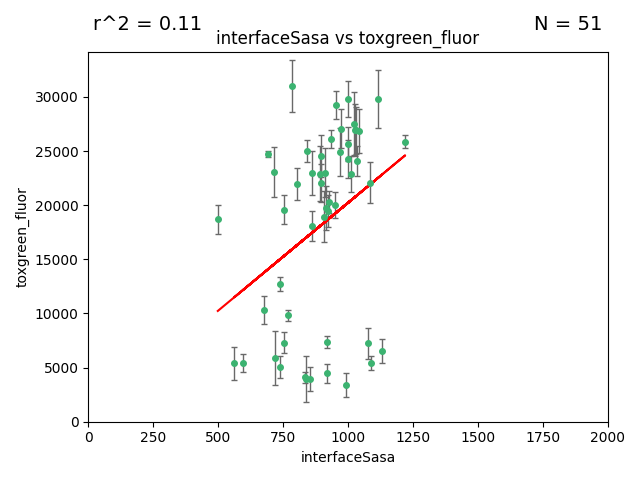 r^2 = 0.11
N = 51
interfaceSasa vs toxgreen_fluor
30000
25000
20000
15000
10000
5000
0
toxgreen_fluor
0 250 500 750 1000 1250 1500 1750 2000
interfaceSasa